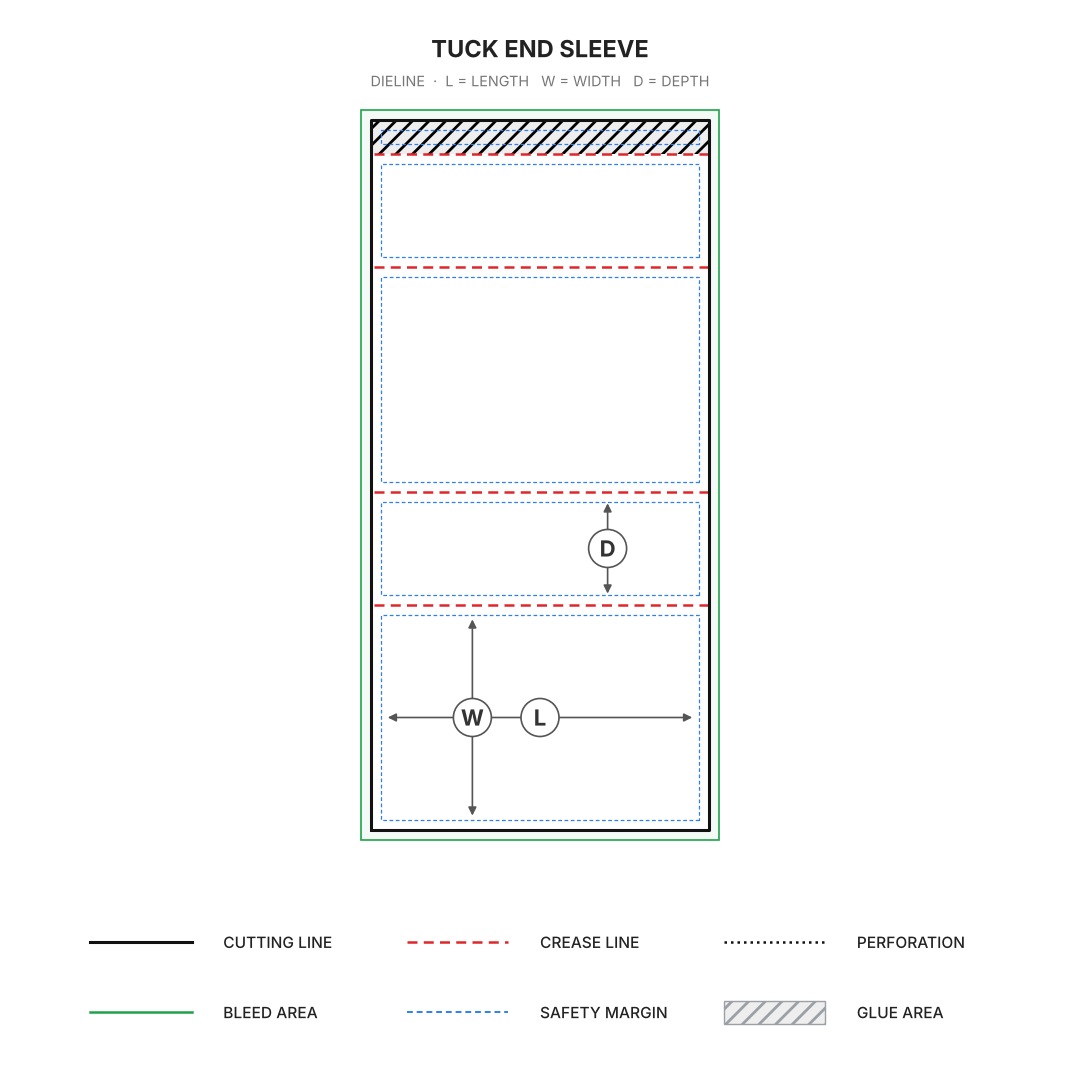 TUCK END SLEEVE
DIELINE · L = LENGTH W = WIDTH D = DEPTH
D
W L
CUTTING LINE CREASE LINE PERFORATION
BLEED AREA SAFETY MARGIN GLUE AREA